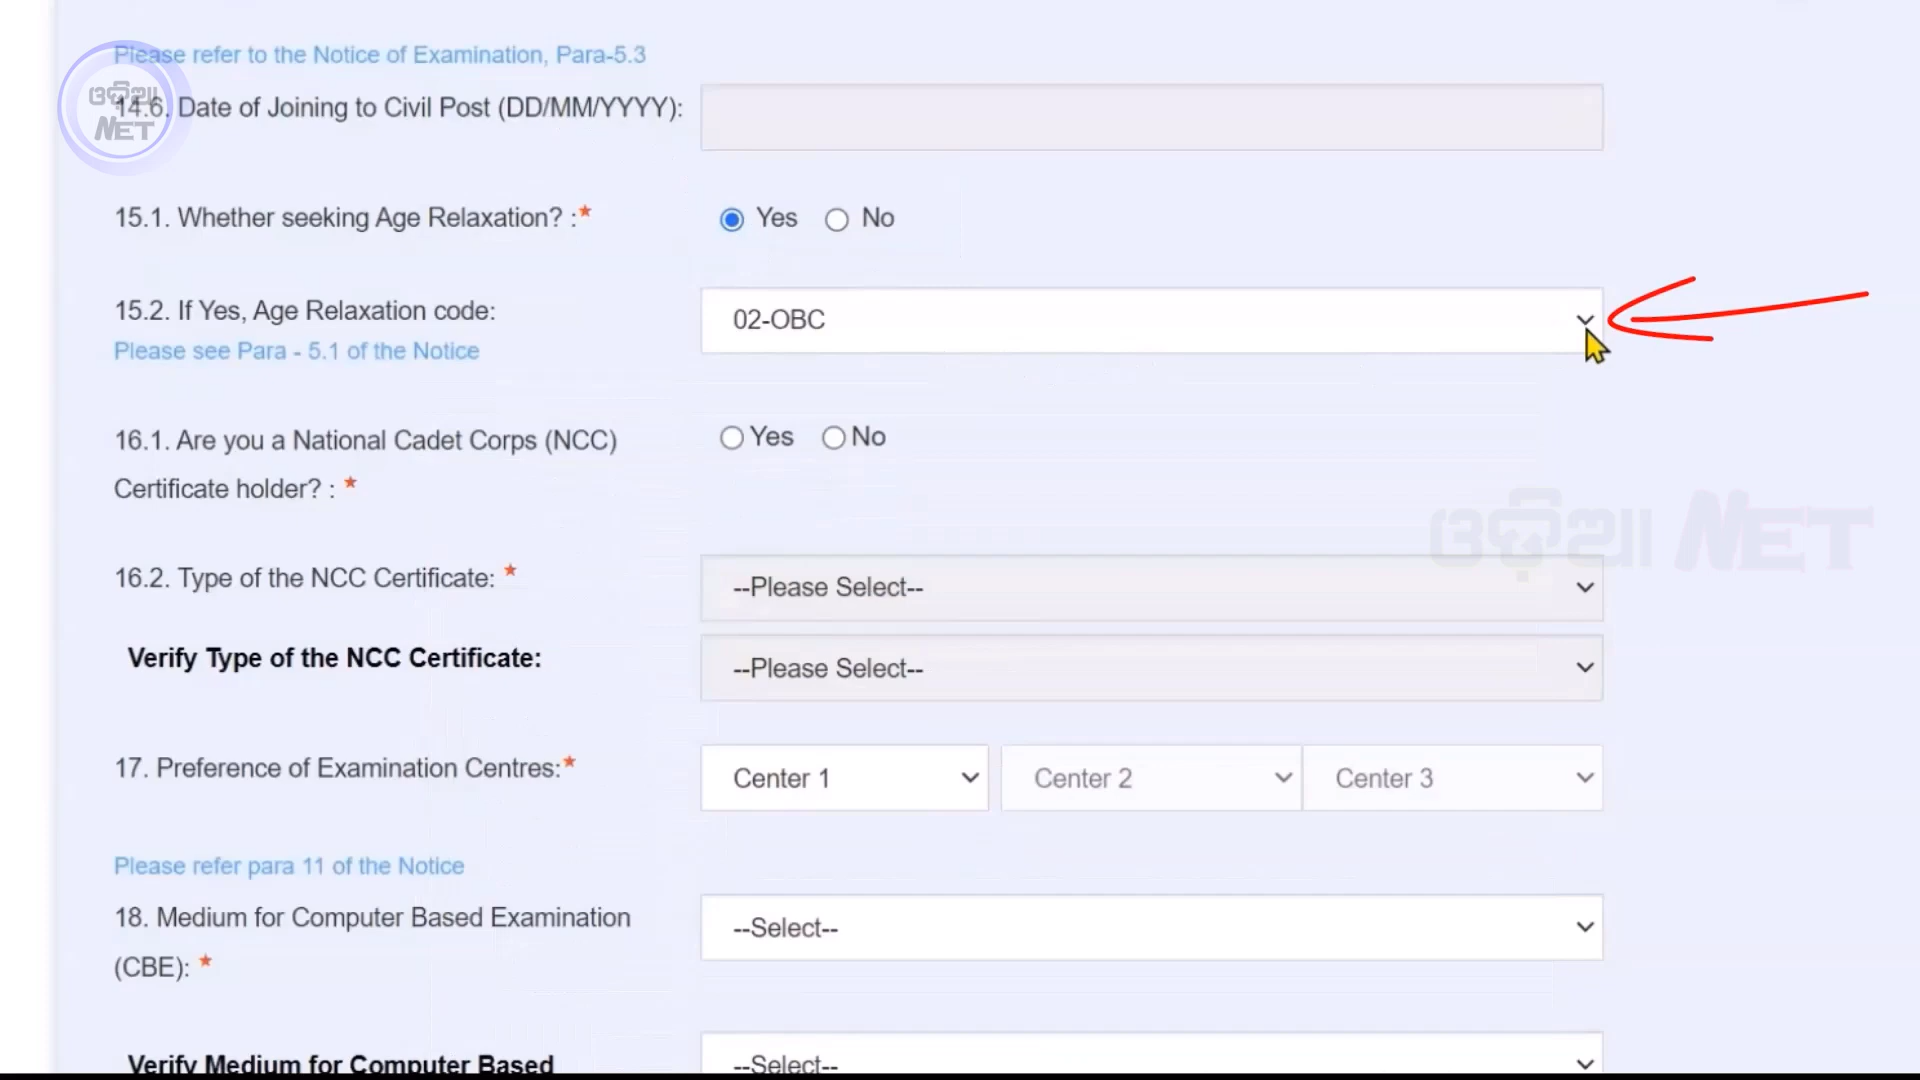 Please refer to the Notice of Examination, Para-5.3
ଓଡ଼ିଆ
NET
14.6. Date of Joining to Civil Post (DD/MM/YYYY):
15.1. Whether seeking Age Relaxation? :*
Yes No
15.2. If Yes, Age Relaxation code:
02-OBC
Please see Para - 5.1 of the Notice
16.1. Are you a National Cadet Corps (NCC)
Certificate holder? : *
Yes No
ଓଡ଼ିଆ NET
16.2. Type of the NCC Certificate: *
--Please Select--
Verify Type of the NCC Certificate:
--Please Select--
17. Preference of Examination Centres:*
Center 1 Center 2 Center 3
Please refer para 11 of the Notice
18. Medium for Computer Based Examination
(CBE): *
--Select--
Verify Medium for Computer Based
--Select--